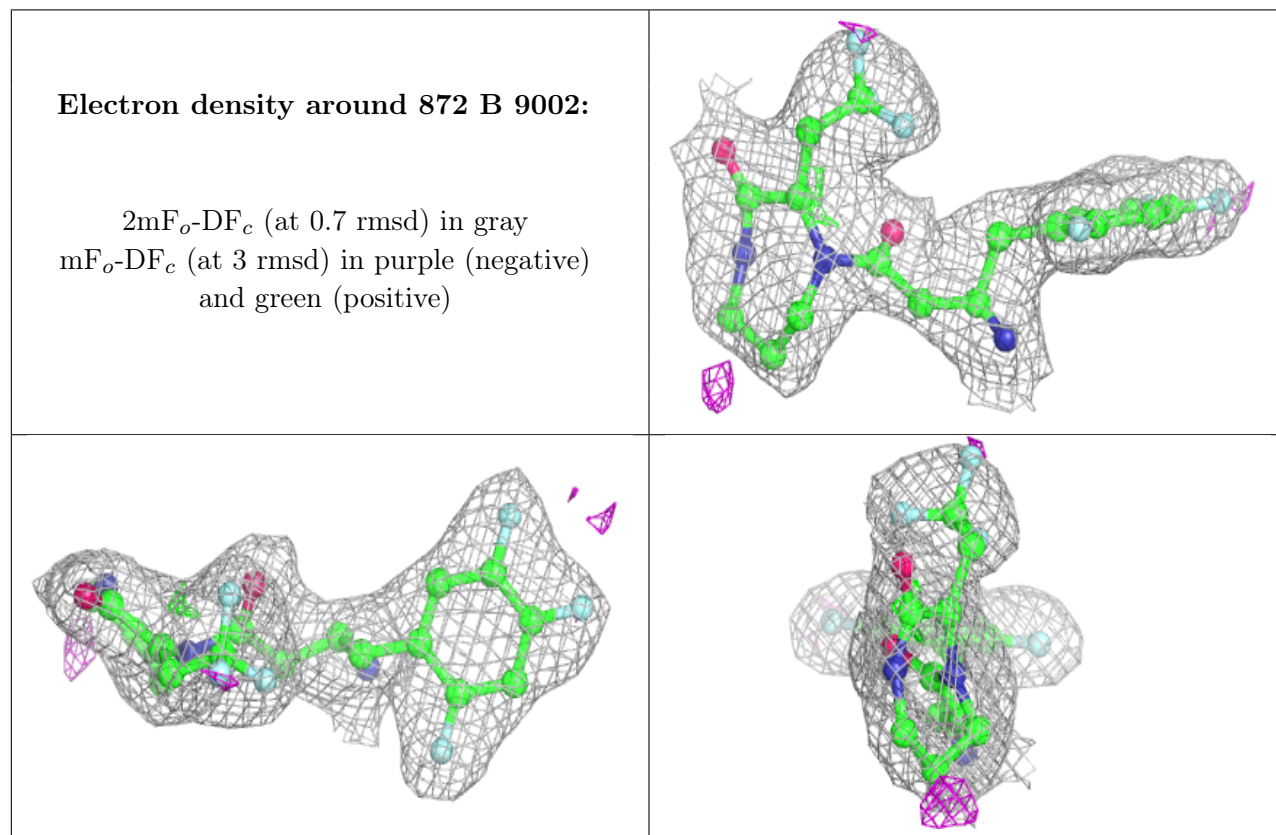 Electron density around 872 B 9002:
2mFo-DFc (at 0.7 rmsd) in gray
mFo-DFc (at 3 rmsd) in purple (negative)
and green (positive)